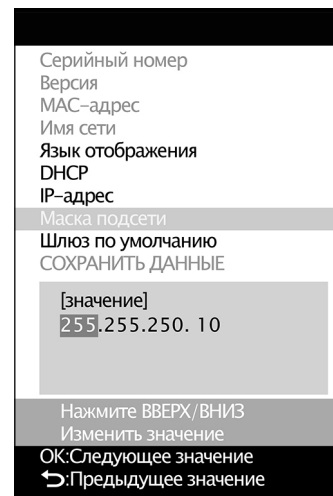 Серийный номер
Версия
MAC-адрес
Имя сети
Язык отображения
DHCP
IP-адрес
Маска подсети
Шлюз по умолчанию
СОХРАНИТЬ ДАННЫЕ
[значение]
255.255.250. 10
Нажмите ВВЕРХ/ВНИЗ
Изменить значение
OK:Следующее значение
⮌:Предыдущее значение